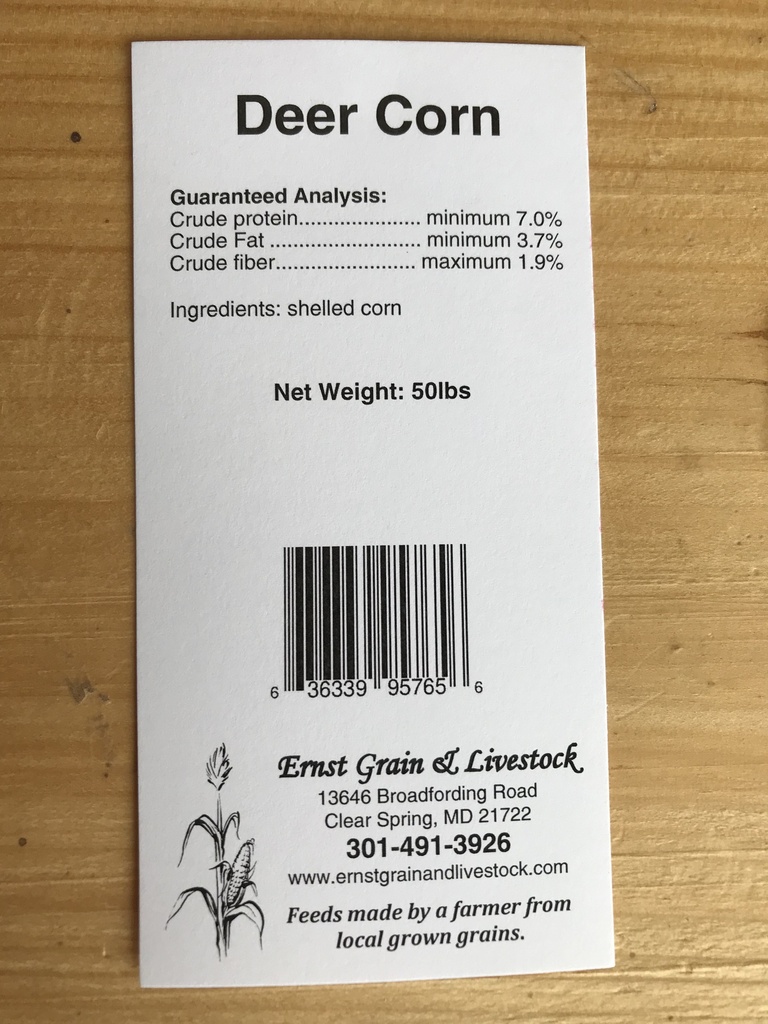 Deer Corn
Guaranteed Analysis:
Crude protein..................... minimum 7.0%
Crude Fat .......................... minimum 3.7%
Crude fiber........................ maximum 1.9%
Ingredients: shelled corn
Net Weight: 50lbs
6 36339 95765 6
Ernst Grain & Livestock
13646 Broadfording Road
Clear Spring, MD 21722
301-491-3926
www.ernstgrainandlivestock.com
Feeds made by a farmer from
local grown grains.